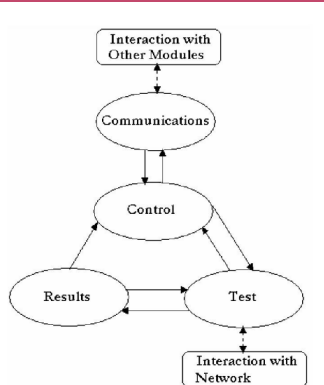 Interaction with
Other Modules
Communications
Control
Results
Test
Interaction with
Network